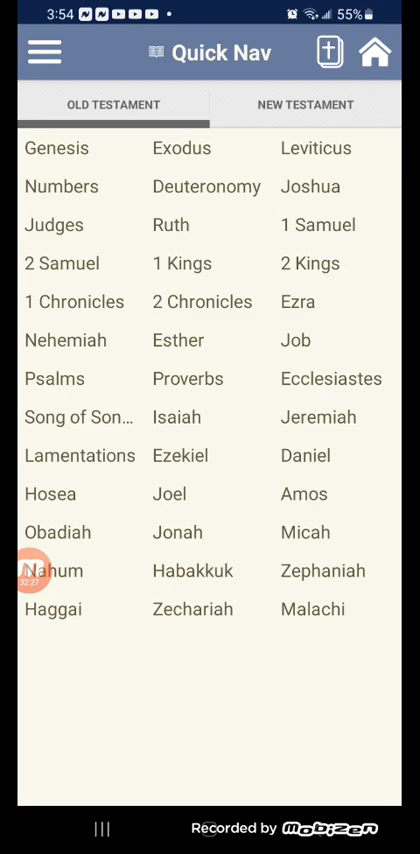 3:54 55%
Quick Nav
OLD TESTAMENT NEW TESTAMENT
Genesis Exodus Leviticus
Numbers Deuteronomy Joshua
Judges Ruth 1 Samuel
2 Samuel 1 Kings 2 Kings
1 Chronicles 2 Chronicles Ezra
Nehemiah Esther Job
Psalms Proverbs Ecclesiastes
Song of Son... Isaiah Jeremiah
Lamentations Ezekiel Daniel
Hosea Joel Amos
Obadiah Jonah Micah
Nahum Habakkuk Zephaniah
32:27
Haggai Zechariah Malachi
Recorded by Mobizen